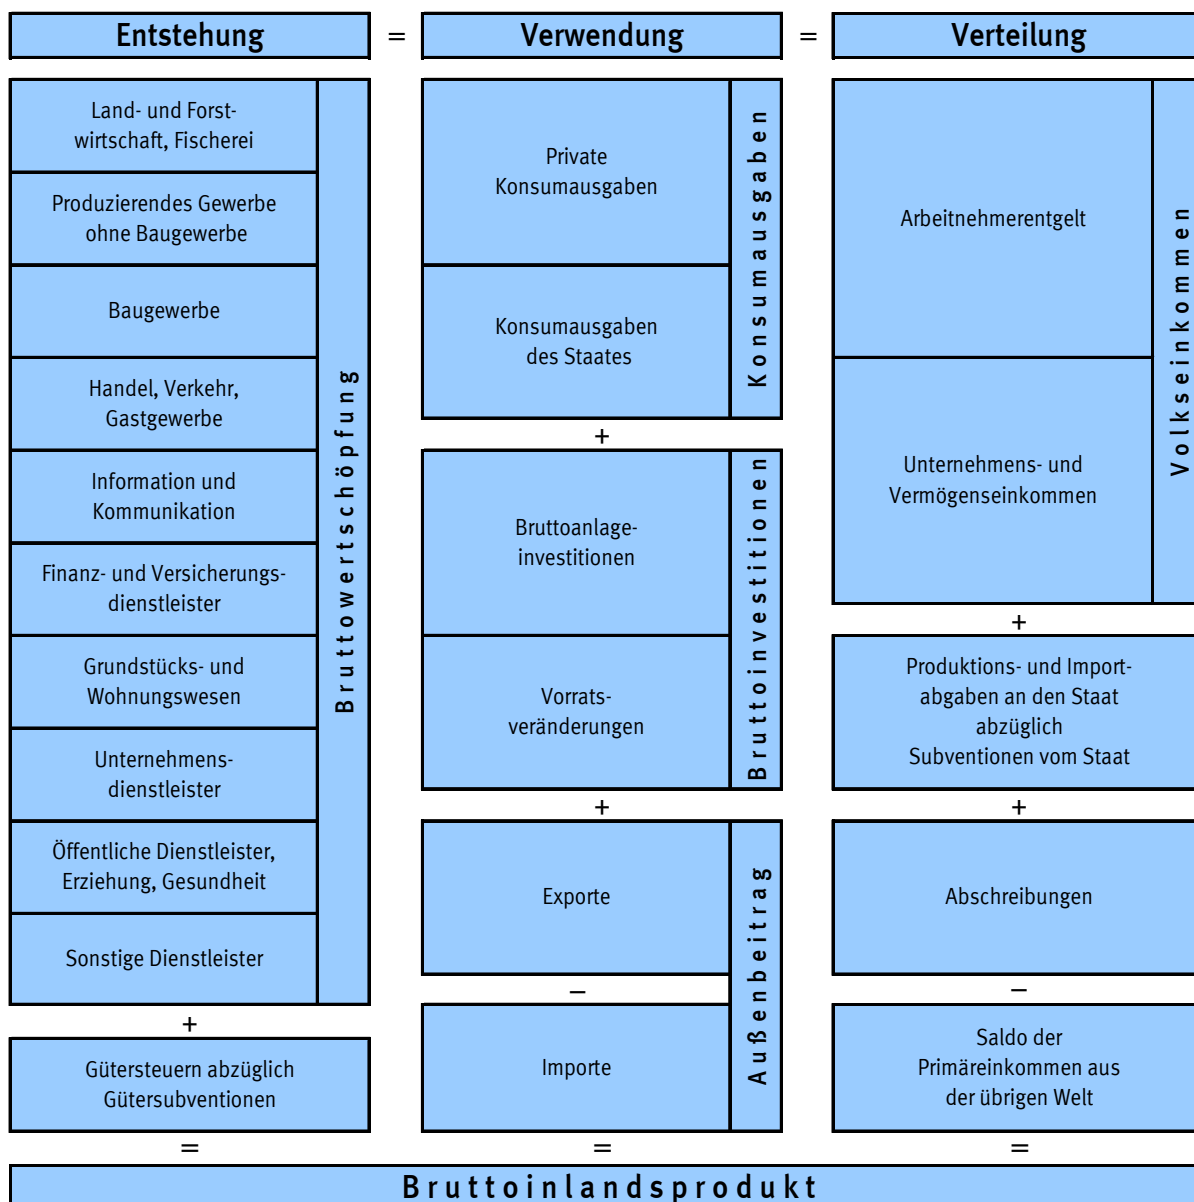 Entstehung
=
Verwendung
=
Verteilung
Land- und Forst-
wirtschaft, Fischerei
Produzierendes Gewerbe
ohne Baugewerbe
Baugewerbe
Handel, Verkehr,
Gastgewerbe
Information und
Kommunikation
Finanz- und Versicherungs-
dienstleister
Grundstücks- und
Wohnungswesen
Unternehmens-
dienstleister
Öffentliche Dienstleister,
Erziehung, Gesundheit
Sonstige Dienstleister
Bruttowertschöpfung
+
Gütersteuern abzüglich
Gütersubventionen
=
Private
Konsumausgaben
Konsumausgaben
des Staates
Konsumausgaben
+
Bruttoanlage-
investitionen
Vorrats-
veränderungen
Bruttoinvestitionen
+
Exporte
–
Importe
Außenbeitrag
=
Arbeitnehmerentgelt
Unternehmens- und
Vermögenseinkommen
Volkseinkommen
+
Produktions- und Import-
abgaben an den Staat
abzüglich
Subventionen vom Staat
+
Abschreibungen
–
Saldo der
Primäreinkommen aus
der übrigen Welt
=
Bruttoinlandsprodukt